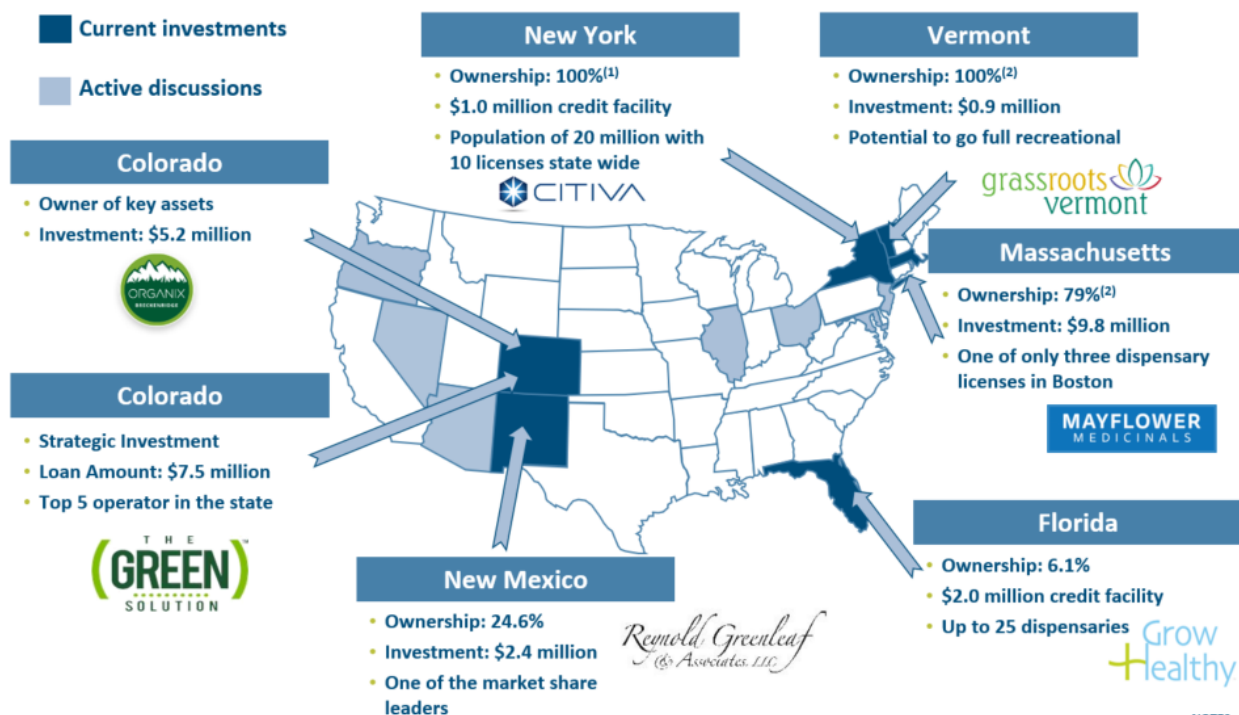 Current investments
Active discussions
New York
• Ownership: 100%(1)
• $1.0 million credit facility
• Population of 20 million with
10 licenses state wide
CITIVA
Vermont
• Ownership: 100%(2)
• Investment: $0.9 million
• Potential to go full recreational
grassroots
vermont
Colorado
• Owner of key assets
• Investment: $5.2 million
ORGANIX
BRECKENRIDGE
Massachusetts
• Ownership: 79%(2)
• Investment: $9.8 million
• One of only three dispensary
licenses in Boston
MAYFLOWER
MEDICINALS
Colorado
• Strategic Investment
• Loan Amount: $7.5 million
• Top 5 operator in the state
THE
(GREEN)™
SOLUTION
New Mexico
• Ownership: 24.6%
• Investment: $2.4 million
• One of the market share
leaders
Reynold, Greenleaf
& Associates, LLC
Florida
• Ownership: 6.1%
• $2.0 million credit facility
• Up to 25 dispensaries
Grow
Healthy